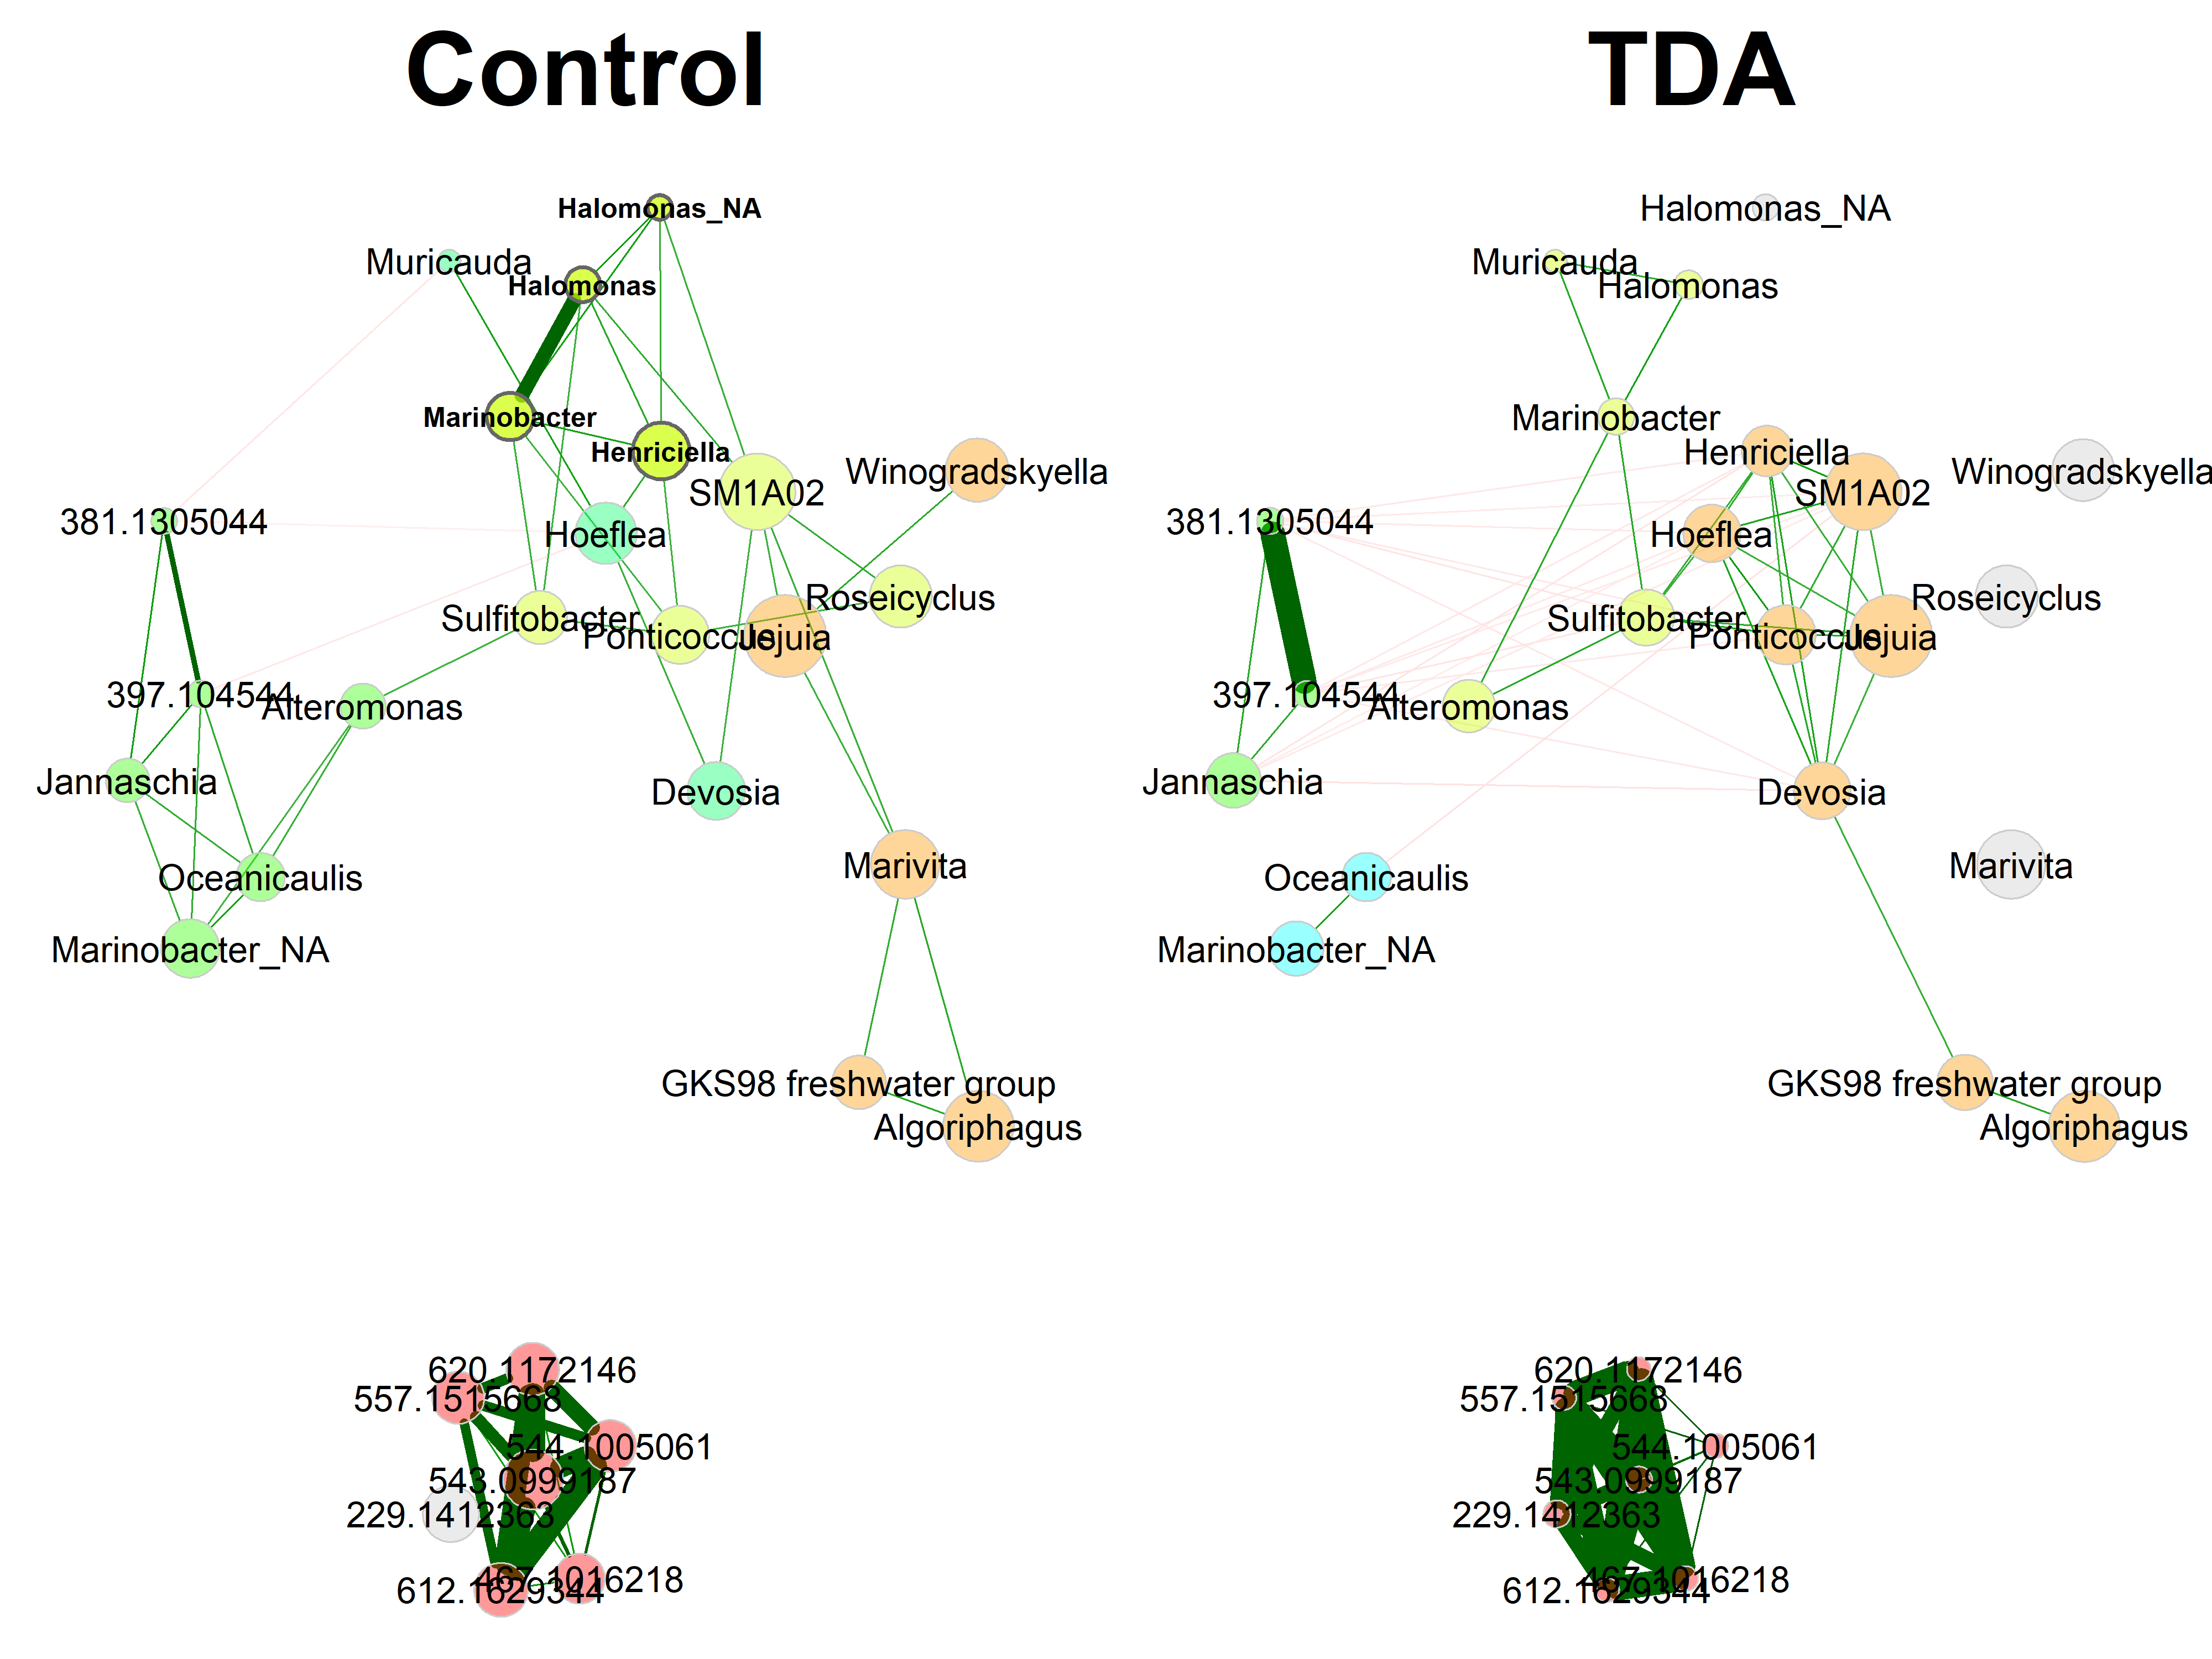 Control
Halomonas_NA
Muricauda
Halomonas
Marinobacter
Henriciella
Winogradskyella
SM1A02
381.1305044
Hoeflea
Roseicyclus
Sulfitobacter
Ponticoccus
Jejuia
397.104544
Alteromonas
Jannaschia
Devosia
Marivita
Oceanicaulis
Marinobacter_NA
GKS98 freshwater group
Algoriphagus
620.1172146
557.1515668
544.1005061
543.0999187
229.1412363
467.1016218
612.1629344
TDA
Halomonas_NA
Muricauda
Halomonas
Marinobacter
Henriciella
Winogradskyella
SM1A02
381.1305044
Hoeflea
Roseicyclus
Sulfitobacter
Ponticoccus
Jejuia
397.104544
Alteromonas
Jannaschia
Devosia
Marivita
Oceanicaulis
Marinobacter_NA
GKS98 freshwater group
Algoriphagus
620.1172146
557.1515668
544.1005061
543.0999187
229.1412363
467.1016218
612.1629344